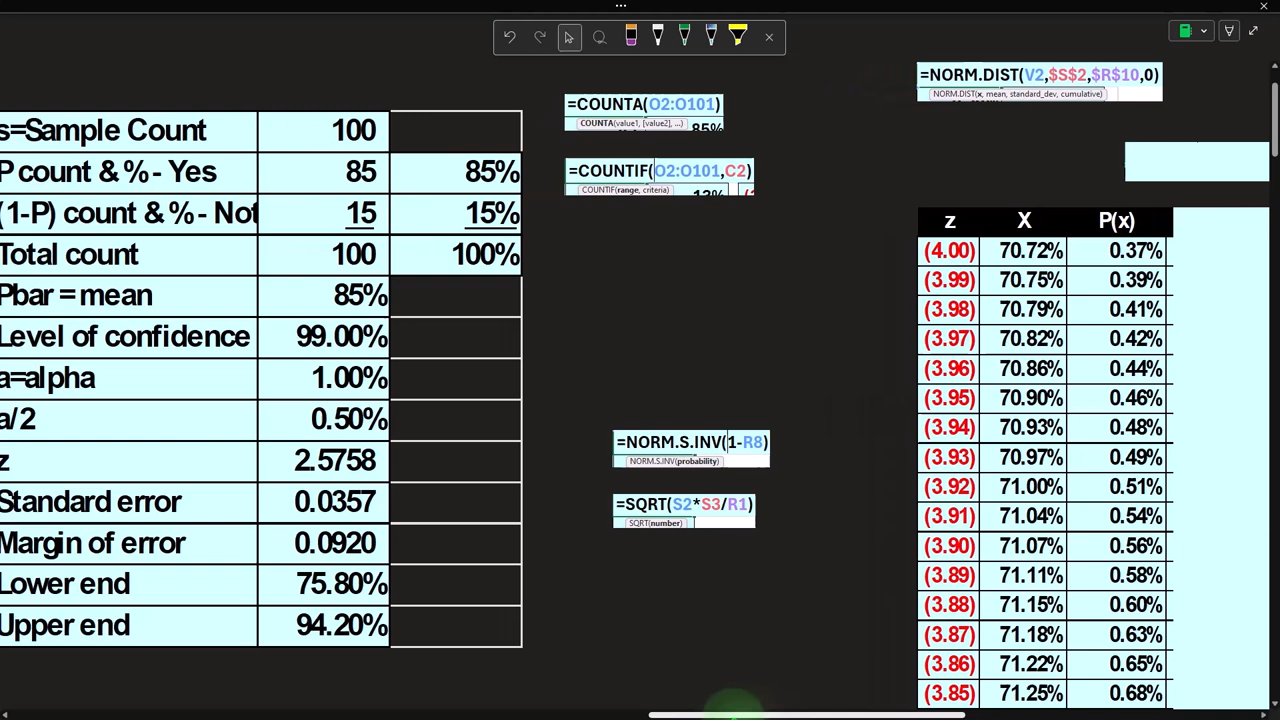 =NORM.DIST(V2,$S$2,$R$10,0)
NORM.DIST(x, mean, standard_dev, cumulative)
=COUNTA(O2:O101)
COUNTA(value1, [value2], ...)
85%
s=Sample Count 100
P count & % - Yes 85 85%
(1-P) count & % - Not 15 15%
Total count 100 100%
Pbar = mean 85%
Level of confidence 99.00%
a=alpha 1.00%
a/2 0.50%
z 2.5758
Standard error 0.0357
Margin of error 0.0920
Lower end 75.80%
Upper end 94.20%
=COUNTIF(O2:O101,C2)
COUNTIF(range, criteria)
=NORM.S.INV(1-R8)
NORM.S.INV(probability)
=SQRT(S2*S3/R1)
SQRT(number)
z X P(x)
(4.00) 70.72% 0.37%
(3.99) 70.75% 0.39%
(3.98) 70.79% 0.41%
(3.97) 70.82% 0.42%
(3.96) 70.86% 0.44%
(3.95) 70.90% 0.46%
(3.94) 70.93% 0.48%
(3.93) 70.97% 0.49%
(3.92) 71.00% 0.51%
(3.91) 71.04% 0.54%
(3.90) 71.07% 0.56%
(3.89) 71.11% 0.58%
(3.88) 71.15% 0.60%
(3.87) 71.18% 0.63%
(3.86) 71.22% 0.65%
(3.85) 71.25% 0.68%